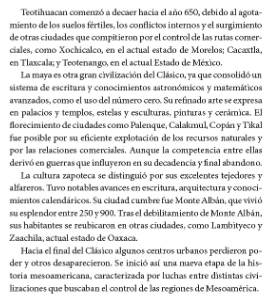 Teotihuacan comenzó a decaer hacia el año 650, debido al agota-
miento de los suelos fértiles, los conflictos internos y el surgimiento
de otras ciudades que compitieron por el control de las rutas comer-
ciales, como Xochicalco, en el actual estado de Morelos; Cacaxtla,
en Tlaxcala; y Teotenango, en el actual Estado de México.
La maya es otra gran civilización del Clásico, ya que consolidó un
sistema de escritura y conocimientos astronómicos y matemáticos
avanzados, como el uso del número cero. Su refinado arte se expresa
en palacios y templos, estelas y esculturas, pinturas y cerámica. El
florecimiento de ciudades como Palenque, Calakmul, Copán y Tikal
fue posible por su eficiente explotación de los recursos naturales y
por las relaciones comerciales. Aunque la competencia entre ellas
derivó en guerras que influyeron en su decadencia y final abandono.
La cultura zapoteca se distinguió por sus excelentes tejedores y
alfareros. Tuvo notables avances en escritura, arquitectura y conoci-
mientos calendáricos. Su ciudad cumbre fue Monte Albán, que vivió
su esplendor entre 250 y 900. Tras el debilitamiento de Monte Albán,
sus habitantes se reubicaron en otras ciudades, como Lambityeco y
Zaachila, actual estado de Oaxaca.
Hacia el final del Clásico algunos centros urbanos perdieron po-
der y otros desaparecieron. Se inició así una nueva etapa de la his-
toria mesoamericana, caracterizada por luchas entre distintas civi-
lizaciones que buscaban el control de las regiones de Mesoamérica.